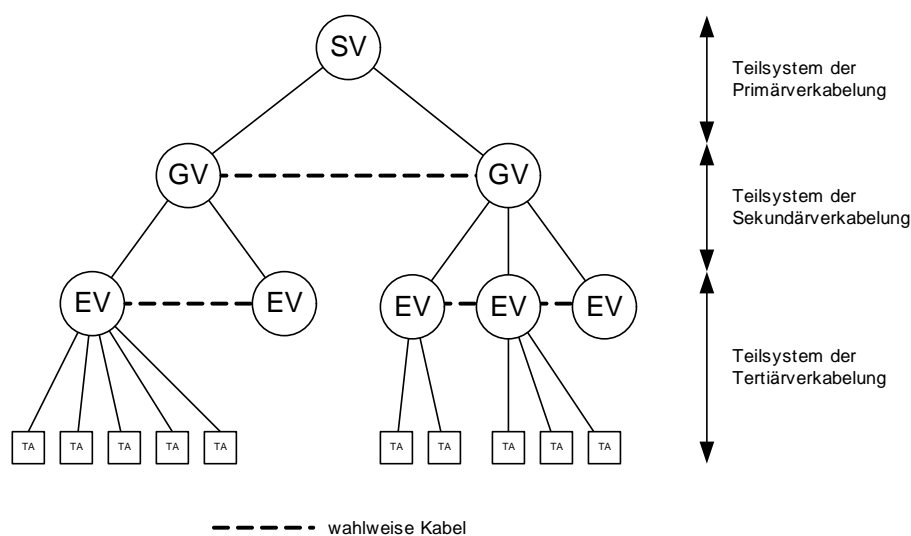 SV
Teilsystem der
Primärverkabelung
GV
GV
Teilsystem der
Sekundärverkabelung
EV
EV
EV
EV
EV
Teilsystem der
Tertiärverkabelung
TA
TA
TA
TA
TA
TA
TA
TA
TA
TA
wahlweise Kabel